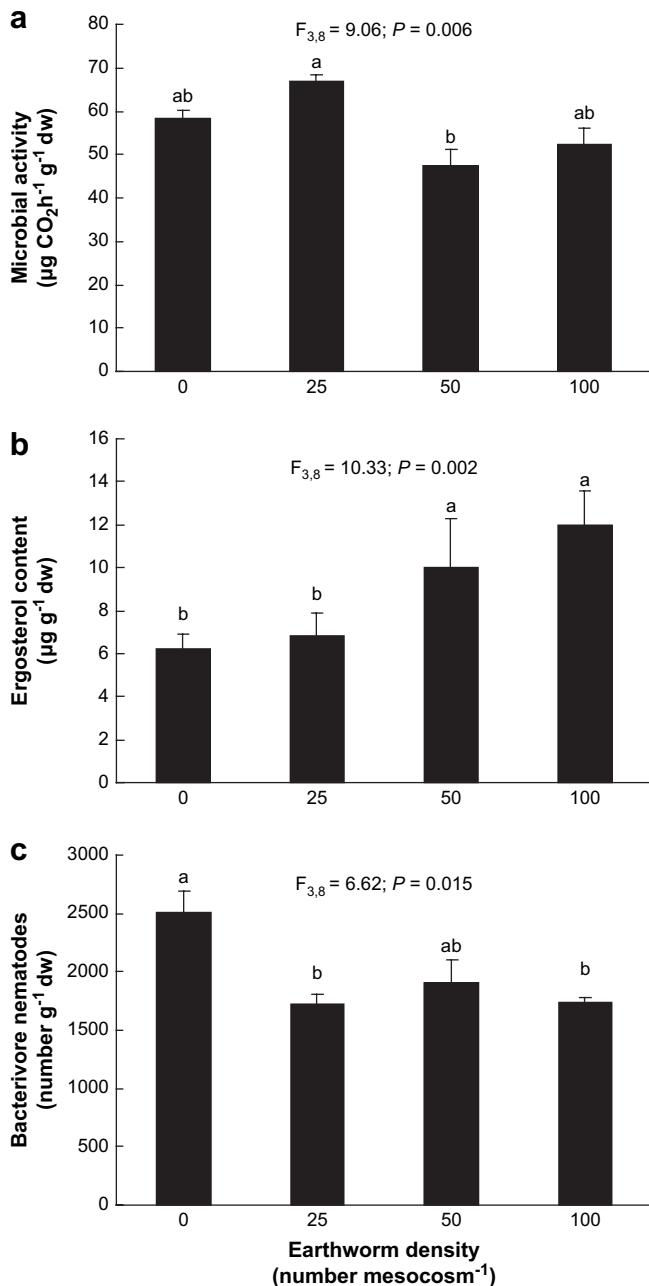 a
F3,8 = 9.06; P = 0.006
Microbial activity
(µg CO2h-1 g-1 dw)
80
70
60
50
40
30
20
10
0
ab
a
b
ab
0 25 50 100
b
F3,8 = 10.33; P = 0.002
Ergosterol content
(µg g-1 dw)
16
14
12
10
8
6
4
2
0
b
b
a
a
0 25 50 100
c
F3,8 = 6.62; P = 0.015
Bacterivore nematodes
(number g-1 dw)
3000
2500
2000
1500
1000
500
0
a
b
ab
b
0 25 50 100
Earthworm density
(number mesocosm-1)